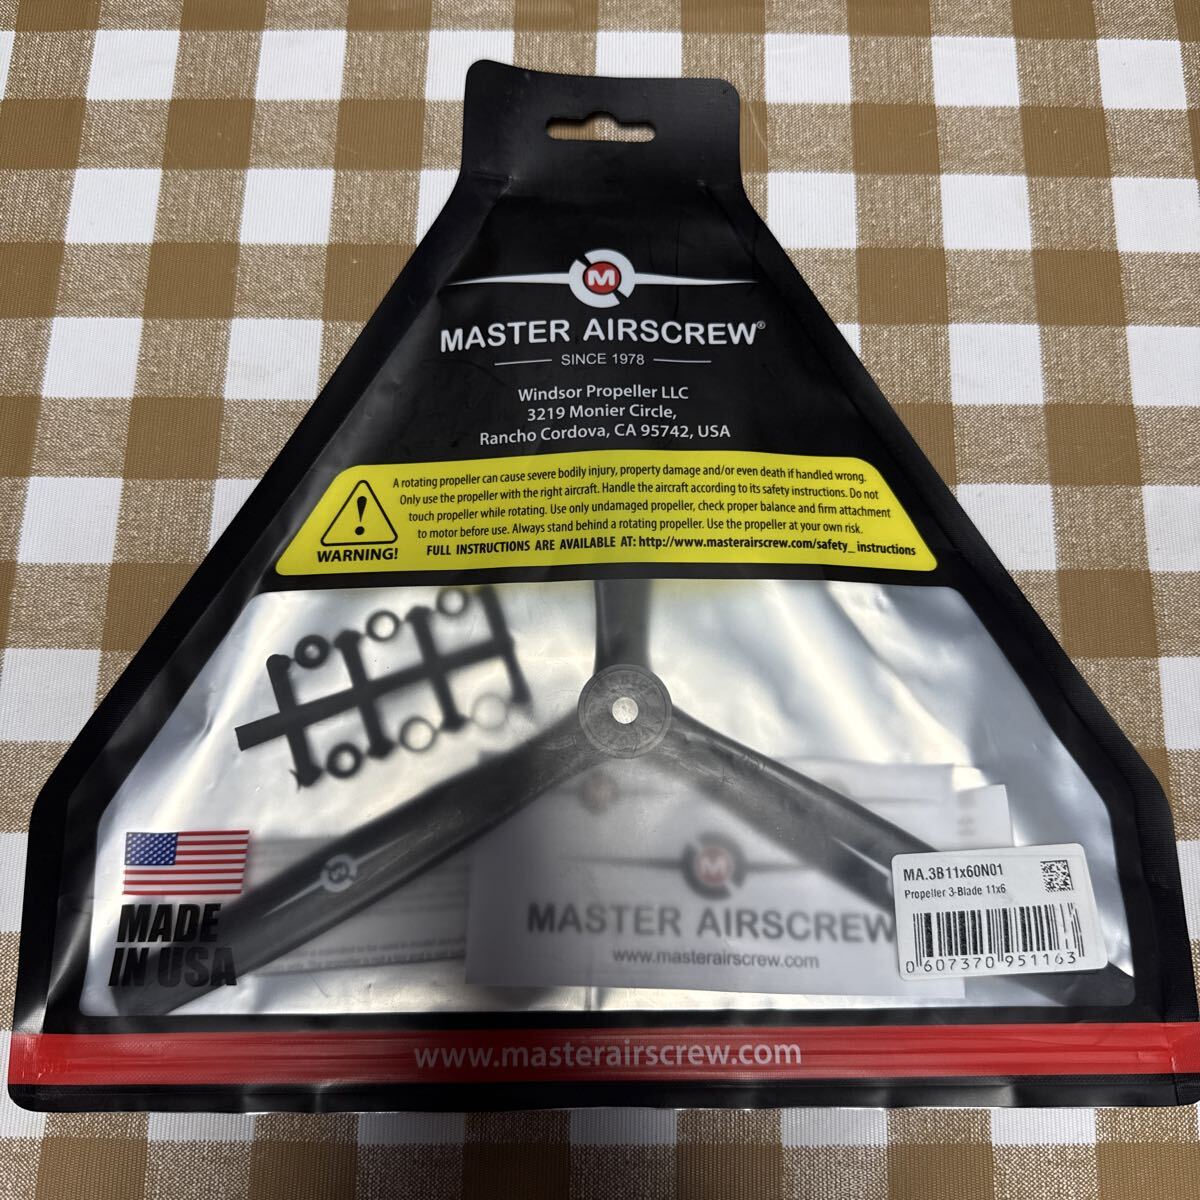 M
MASTER AIRSCREW®
SINCE 1978
Windsor Propeller LLC
3219 Monier Circle,
Rancho Cordova, CA 95742, USA
A rotating propeller can cause severe bodily injury, property damage and/or even death if handled wrong.
Only use the propeller with the right aircraft. Handle the aircraft according to its safety instructions. Do not
touch propeller while rotating. Use only undamaged propeller, check proper balance and firm attachment
to motor before use. Always stand behind a rotating propeller. Use the propeller at your own risk.
FULL INSTRUCTIONS ARE AVAILABLE AT: http://www.masterairscrew.com/safety_ instructions
!
WARNING!
MADE
IN USA
M
MASTER AIRSCREW
www.masterairscrew.com
MA.3B11x60N01
Propeller 3-Blade 11x6
0 607370 951163
www.masterairscrew.com